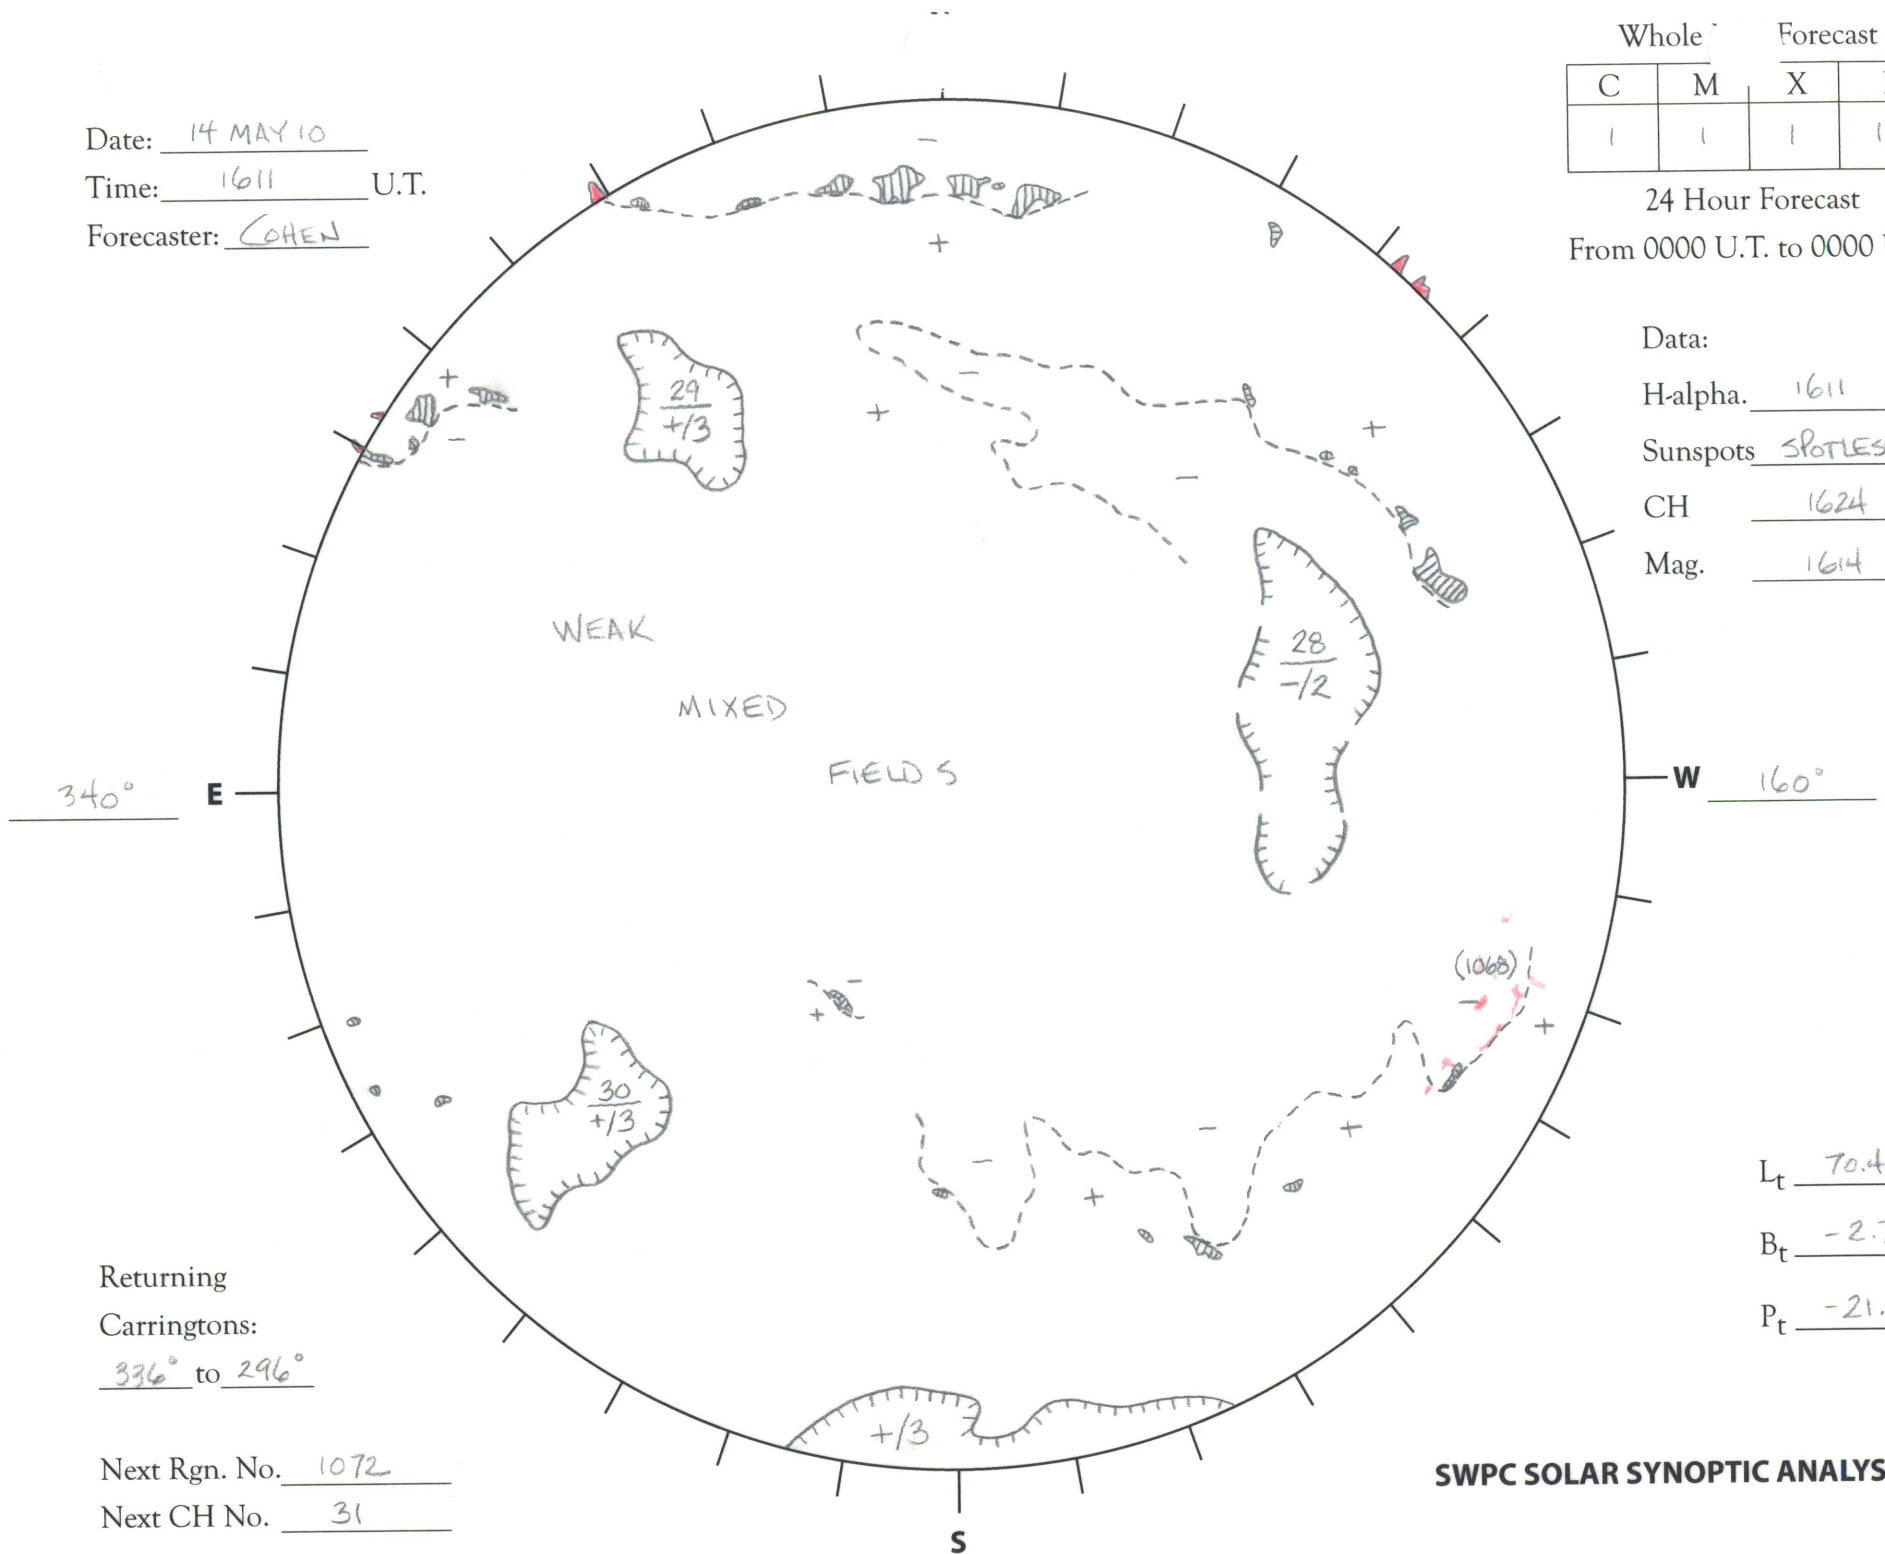 Whole Forecast
C M X
1 1 1 1
24 Hour Forecast
From 0000 U.T. to 0000
Date: 14 MAY 10
Time: 1611 U.T.
Forecaster: COHEN
Data:
H-alpha. 1611
Sunspots SPOTLES
CH 1624
Mag. 1614
−
+
+
−
29
+/3
−
+
+
−
28
-/2
WEAK
MIXED
FIELDS
340° E
W 160°
(1068)
−
+
−
+
30
+/3
−
+
−
+
−
+/3
Lt 70.4
Bt -2.
Pt -21.
Returning
Carringtons:
336° to 296°
Next Rgn. No. 1072
Next CH No. 31
S
SWPC SOLAR SYNOPTIC ANALYS